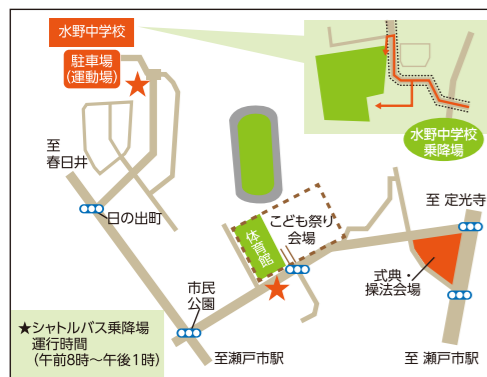 水野中学校
駐車場
(運動場)
水野中学校
乗降場
至
春日井
日の出町
至 定光寺
こども祭り
会場
体育館
式典・
操法会場
市民
公園
★シャトルバス乗降場
運行時間
(午前8時～午後1時)
至瀬戸市駅
至 瀬戸市駅